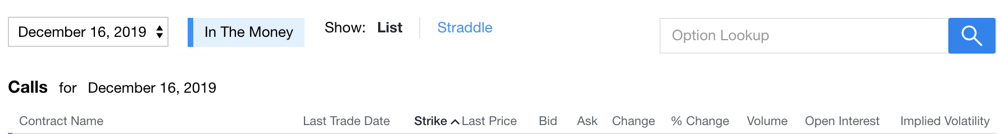 December 16, 2019 In The Money Show: List Straddle Option Lookup
Calls for December 16, 2019
Contract Name Last Trade Date Strike Last Price Bid Ask Change % Change Volume Open Interest Implied Volatility